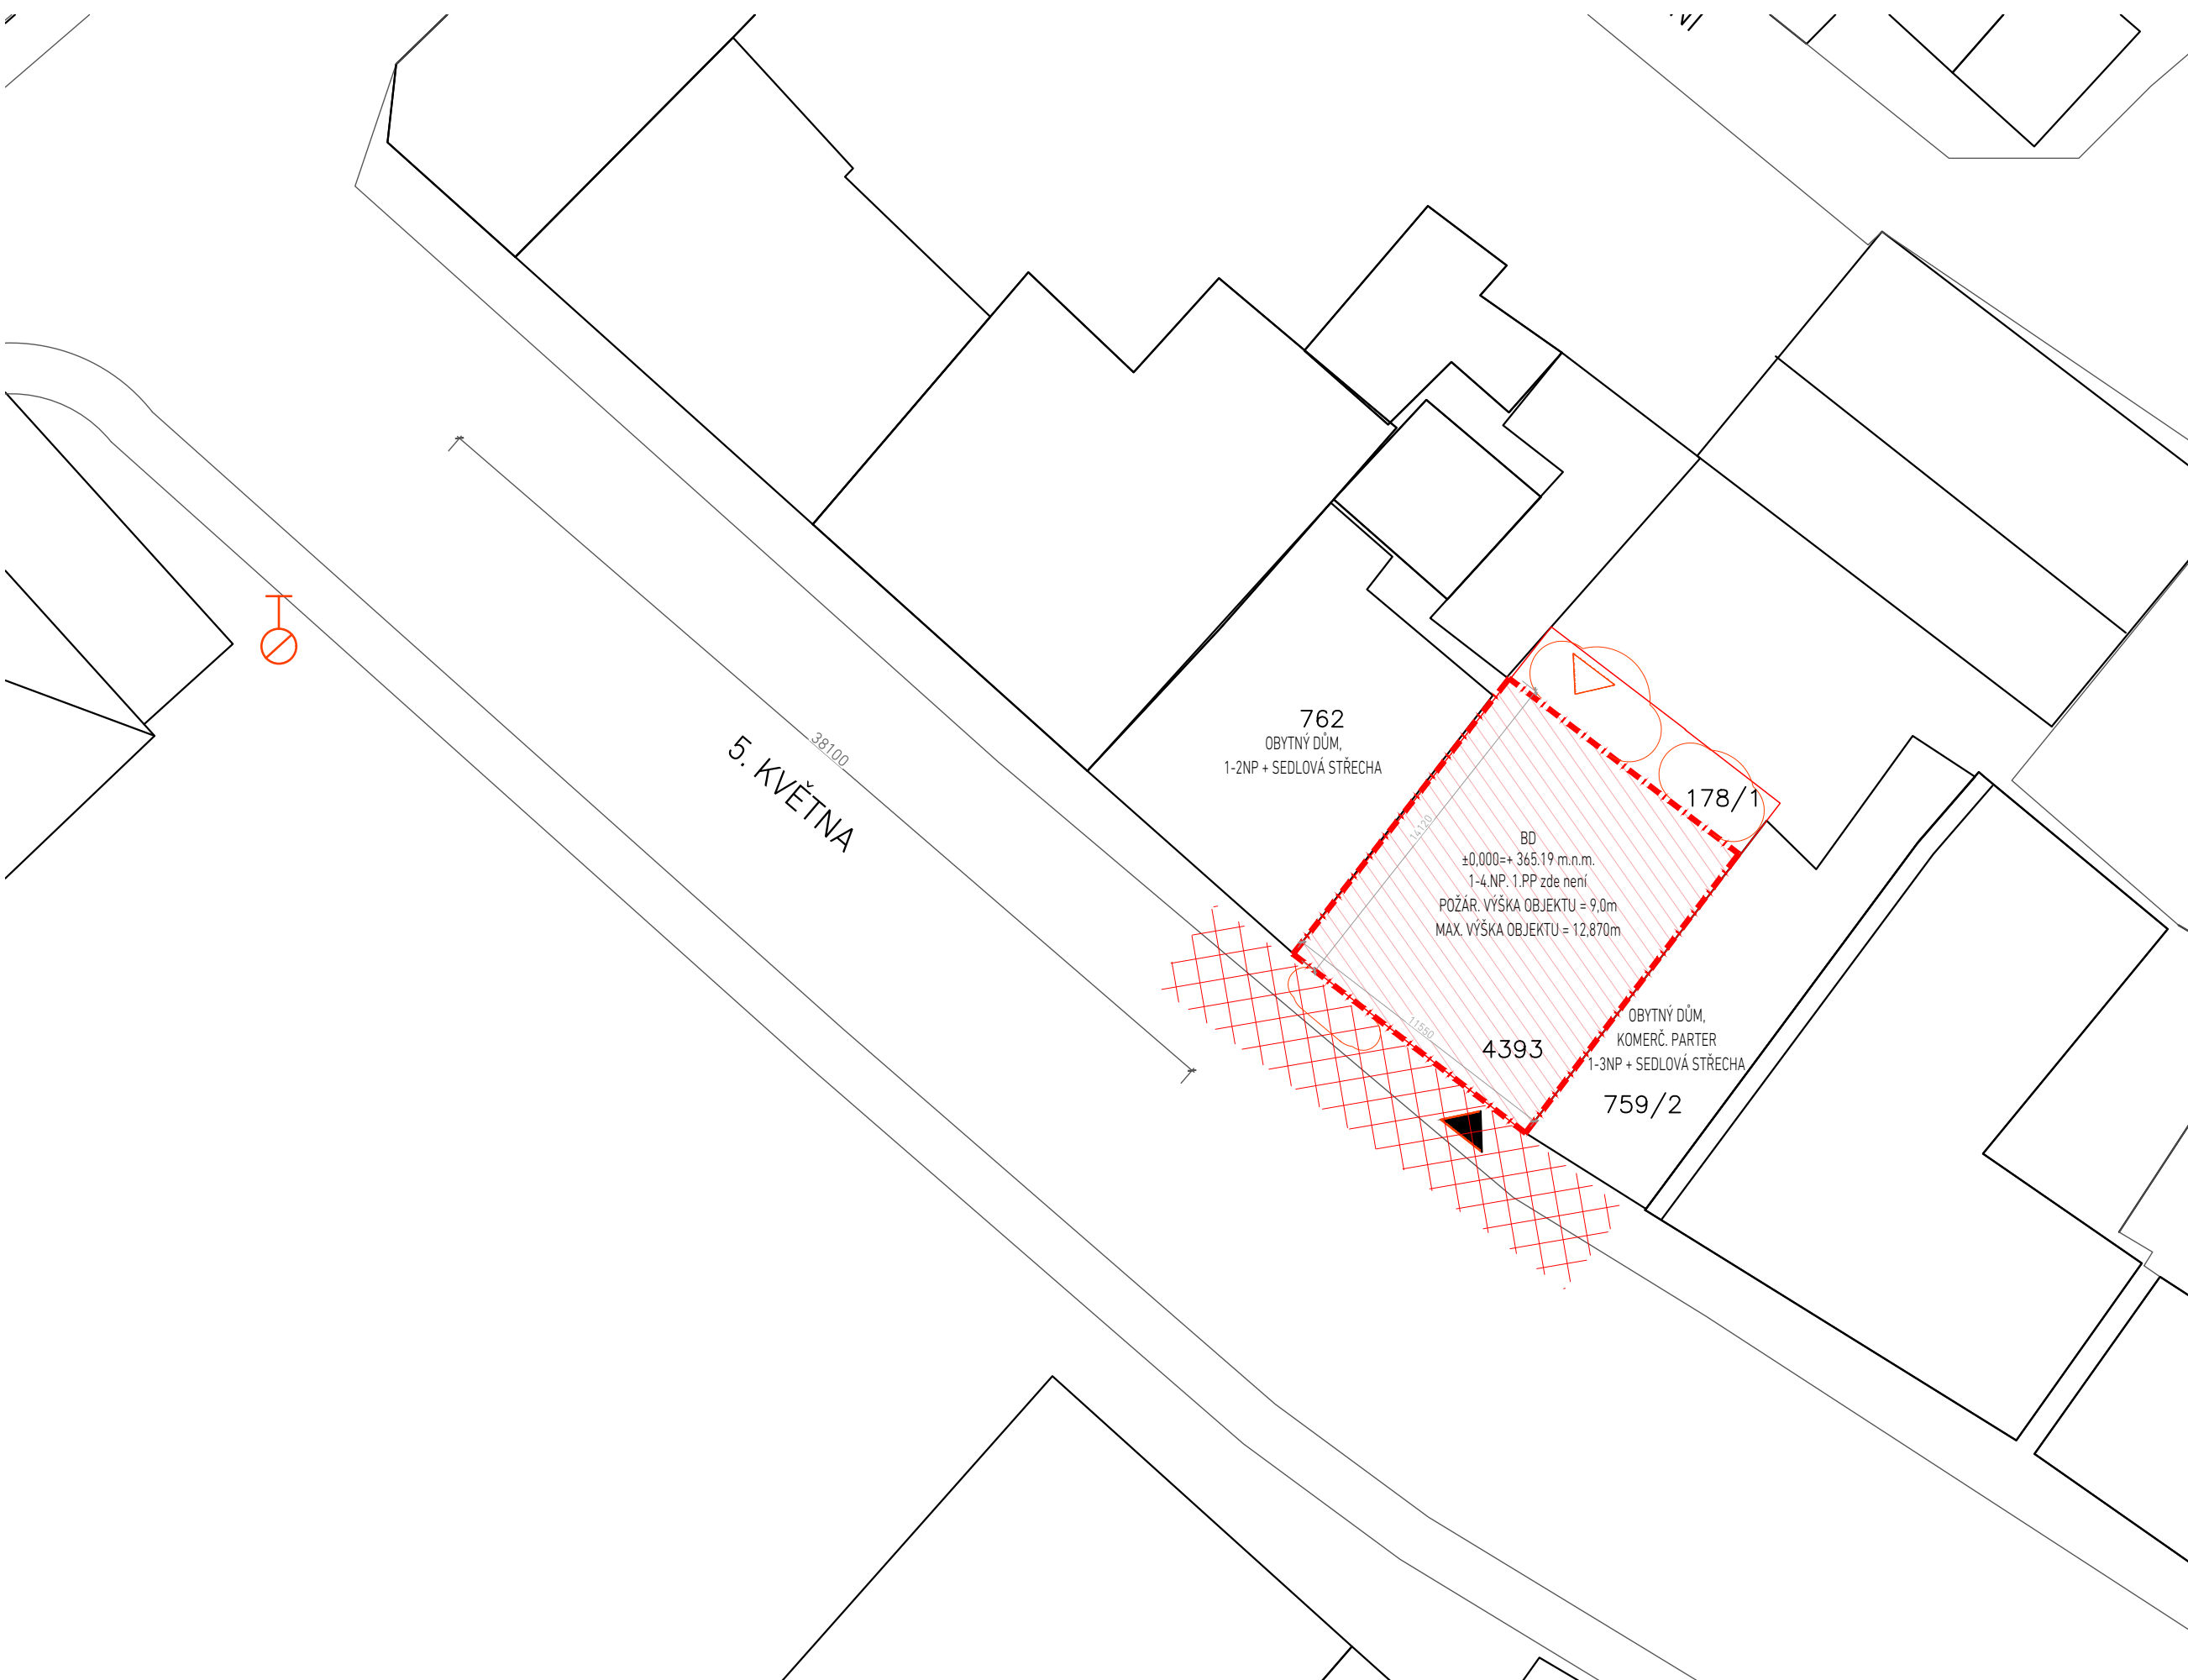 5. KVĚTNA
38100
762
OBYTNÝ DŮM,
1-2NP + SEDLOVÁ STŘECHA
178/1
14120
BD
±0,000=+ 365.19 m.n.m.
1-4.NP. 1.PP zde není
POŽÁR. VÝŠKA OBJEKTU = 9,0m
MAX. VÝŠKA OBJEKTU = 12,870m
11550
4393
OBYTNÝ DŮM,
KOMERČ. PARTER
1-3NP + SEDLOVÁ STŘECHA
759/2